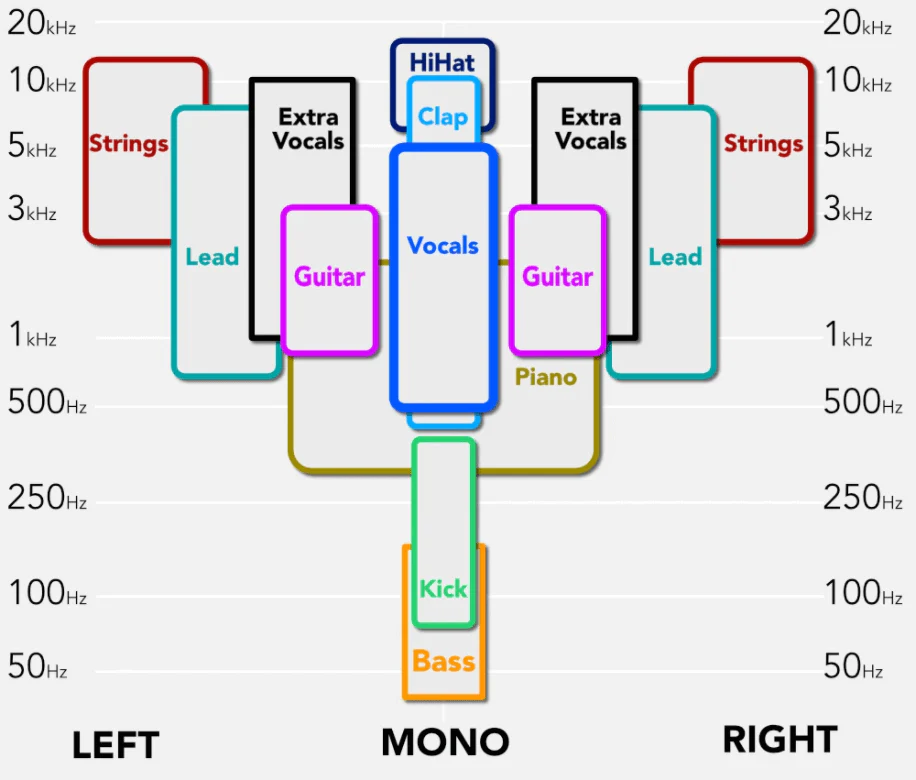 20kHz
20kHz
HiHat
10kHz
10kHz
Clap
Extra
Vocals
Extra
Vocals
5kHz
Strings
Strings
5kHz
3kHz
3kHz
Lead
Guitar
Vocals
Guitar
Lead
1kHz
1kHz
Piano
500Hz
500Hz
250Hz
250Hz
100Hz
Kick
100Hz
50Hz
Bass
50Hz
LEFT
MONO
RIGHT